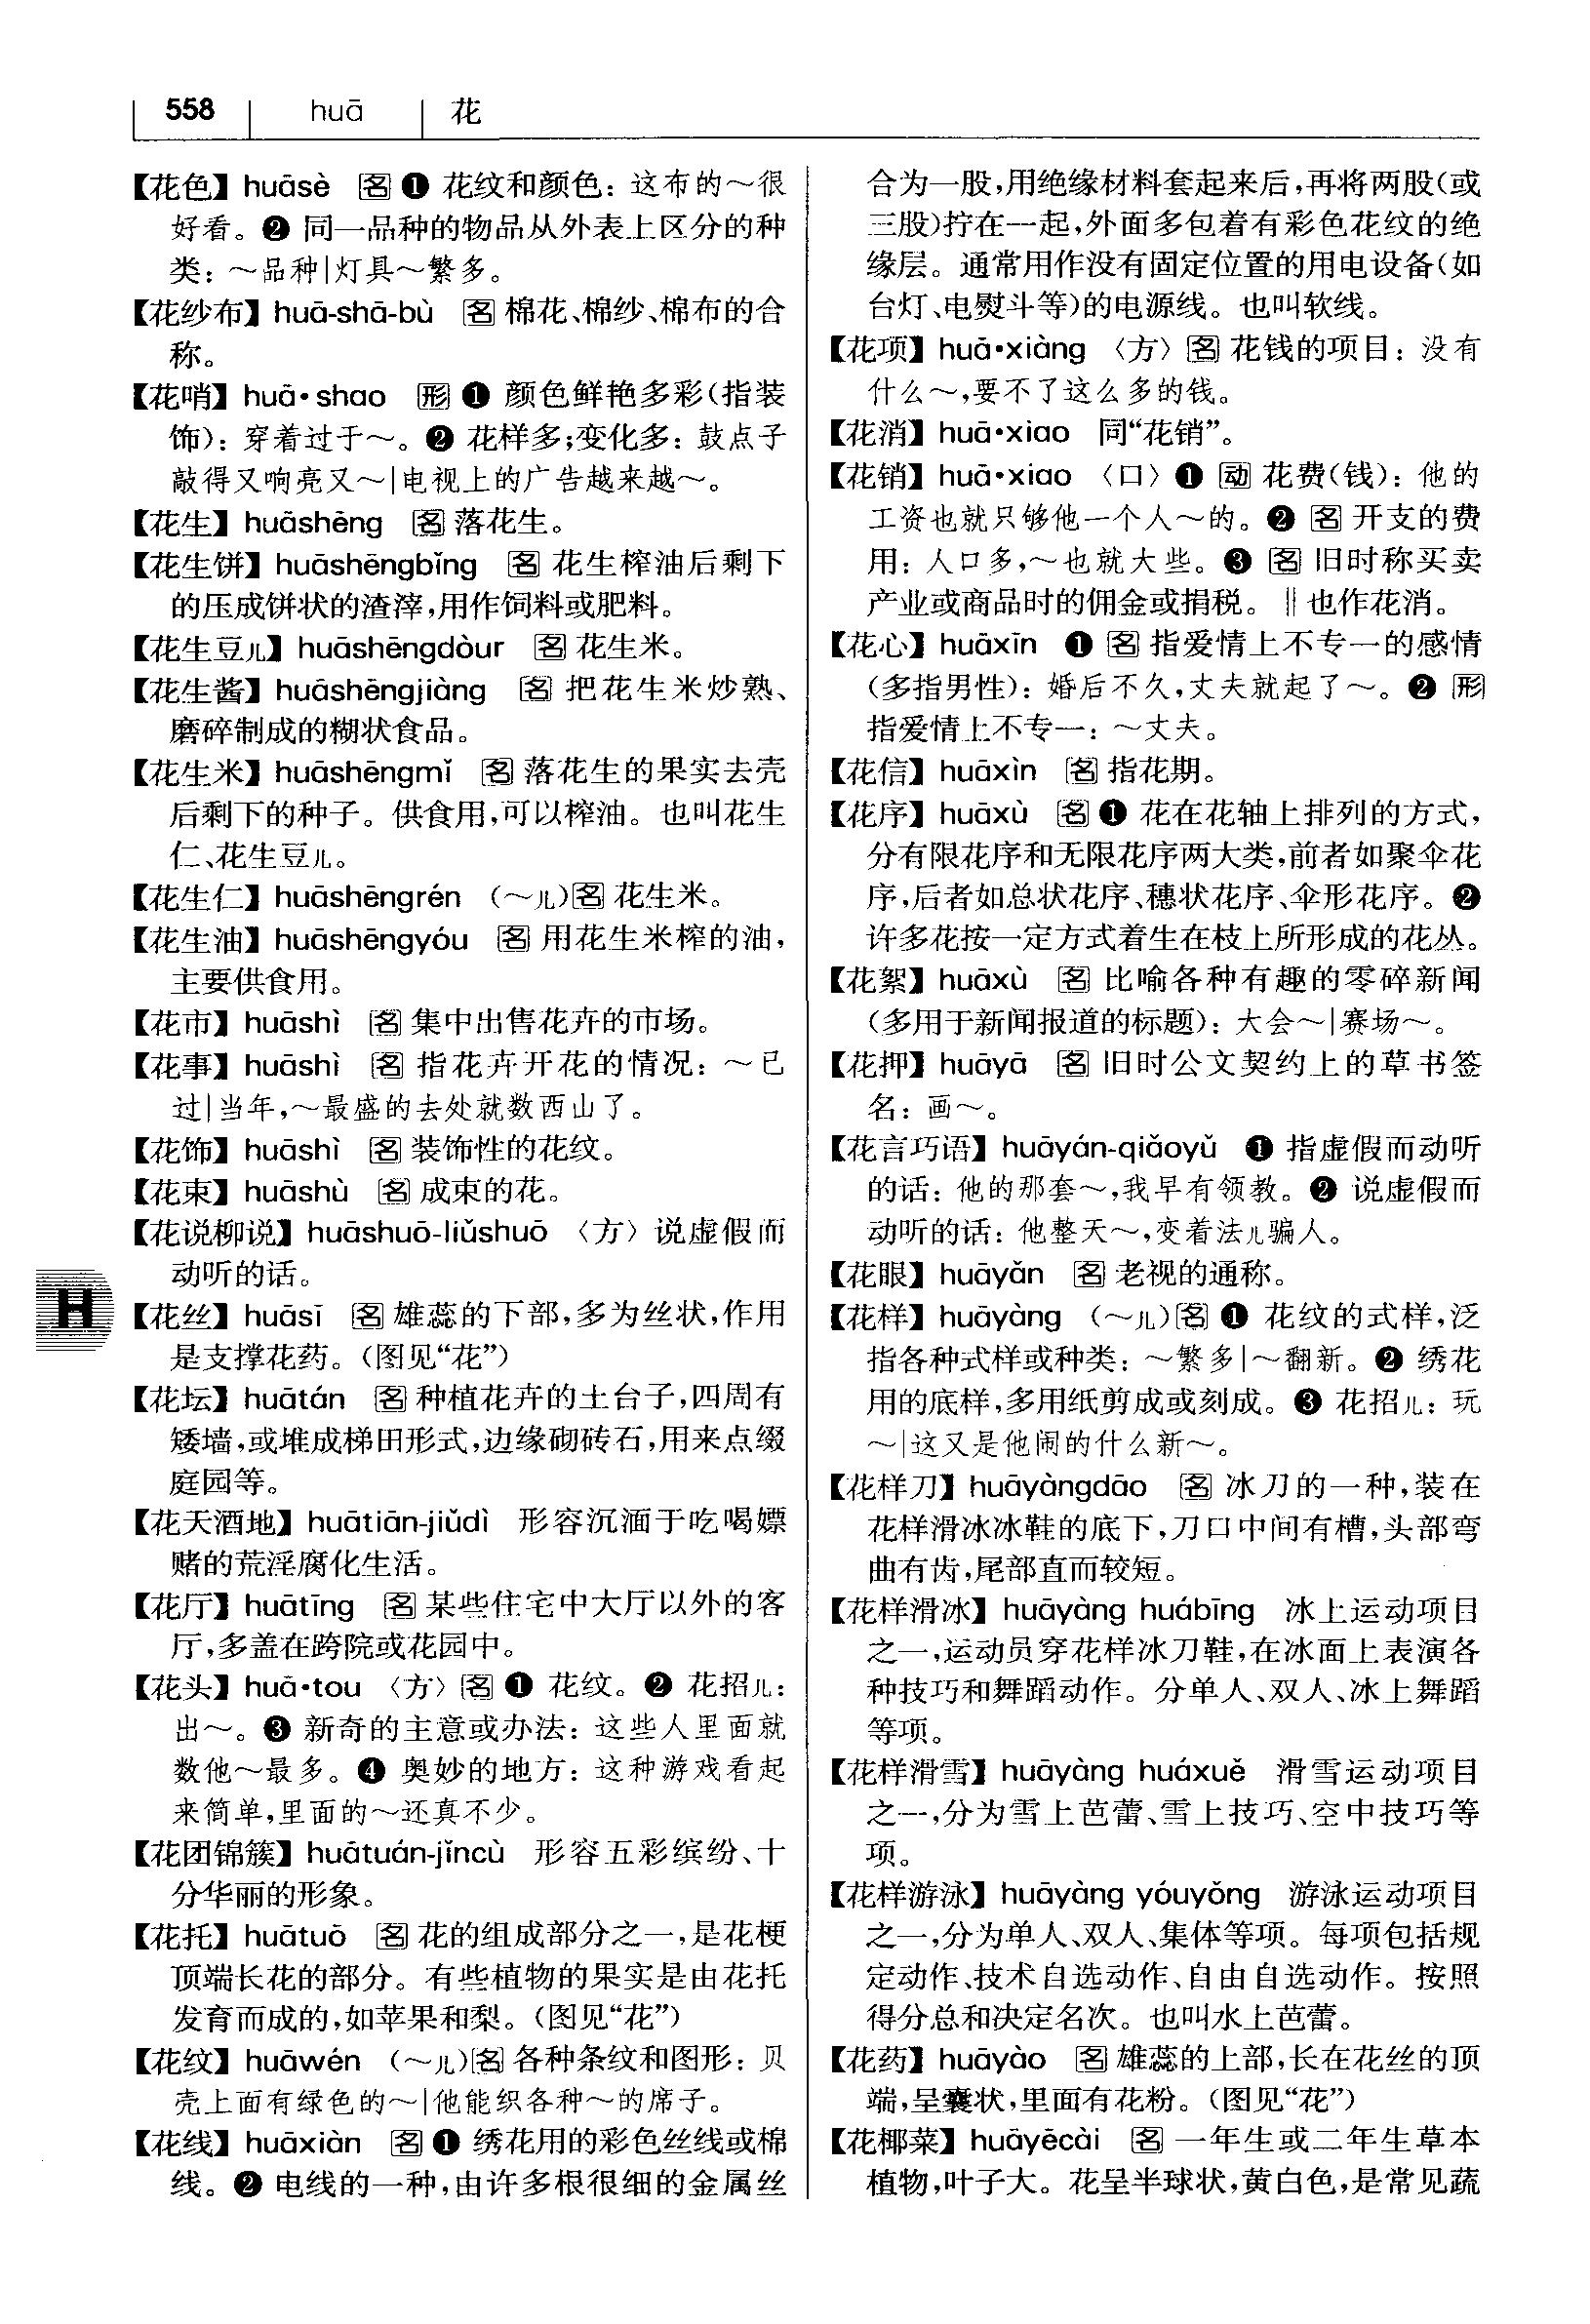 558 huā 花
【花色】huāsè 名 ❶ 花纹和颜色：这布的～很
好看。❷ 同一品种的物品从外表上区分的种
类：～品种|灯具～繁多。
【花纱布】huā-shā-bù 名 棉花、棉纱、棉布的合
称。
【花哨】huā·shao 形 ❶ 颜色鲜艳多彩（指装
饰）：穿着过于～。❷ 花样多；变化多：鼓点子
敲得又响亮又～|电视上的广告越来越～。
【花生】huāshēng 名 落花生。
【花生饼】huāshēngbǐng 名 花生榨油后剩下
的压成饼状的渣滓，用作饲料或肥料。
【花生豆儿】huāshēngdòur 名 花生米。
【花生酱】huāshēngjiàng 名 把花生米炒熟、
磨碎制成的糊状食品。
【花生米】huāshēngmǐ 名 落花生的果实去壳
后剩下的种子。供食用，可以榨油。也叫花生
仁、花生豆儿。
【花生仁】huāshēngrén （～儿）名 花生米。
【花生油】huāshēngyóu 名 用花生米榨的油，
主要供食用。
【花市】huāshì 名 集中出售花卉的市场。
【花事】huāshì 名 指花卉开花的情况：～已
过|当年，～最盛的去处就数西山了。
【花饰】huāshì 名 装饰性的花纹。
【花束】huāshù 名 成束的花。
【花说柳说】huāshuō-liǔshuō 〈方〉说虚假而
动听的话。
H
【花丝】huāsī 名 雄蕊的下部，多为丝状，作用
是支撑花药。（图见“花”）
【花坛】huātán 名 种植花卉的土台子，四周有
矮墙，或堆成梯田形式，边缘砌砖石，用来点缀
庭园等。
【花天酒地】huātiān-jiǔdì 形容沉湎于吃喝嫖
赌的荒淫腐化生活。
【花厅】huātīng 名 某些住宅中大厅以外的客
厅，多盖在跨院或花园中。
【花头】huā·tou 〈方〉名 ❶ 花纹。❷ 花招儿：
出～。❸ 新奇的主意或办法：这些人里面就
数他～最多。❹ 奥妙的地方：这种游戏看起
来简单，里面的～还真不少。
【花团锦簇】huātuán-jǐncù 形容五彩缤纷、十
分华丽的形象。
【花托】huātuō 名 花的组成部分之一，是花梗
顶端长花的部分。有些植物的果实是由花托
发育而成的，如苹果和梨。（图见“花”）
【花纹】huāwén （～儿）名 各种条纹和图形：贝
壳上面有绿色的～|他能织各种～的席子。
【花线】huāxiàn 名 ❶ 绣花用的彩色丝线或棉
线。❷ 电线的一种，由许多根很细的金属丝
合为一股，用绝缘材料套起来后，再将两股（或
三股）拧在一起，外面多包着有彩色花纹的绝
缘层。通常用作没有固定位置的用电设备（如
台灯、电熨斗等）的电源线。也叫软线。
【花项】huā·xiàng 〈方〉名 花钱的项目：没有
什么～，要不了这么多的钱。
【花消】huā·xiao 同“花销”。
【花销】huā·xiao 〈口〉❶ 动 花费（钱）：他的
工资也就只够他一个人～的。❷ 名 开支的费
用：人口多，～也就大些。❸ 名 旧时称买卖
产业或商品时的佣金或捐税。‖ 也作花消。
【花心】huāxīn ❶ 名 指爱情上不专一的感情
（多指男性）：婚后不久，丈夫就起了～。❷ 形
指爱情上不专一：～丈夫。
【花信】huāxìn 名 指花期。
【花序】huāxù 名 ❶ 花在花轴上排列的方式，
分有限花序和无限花序两大类，前者如聚伞花
序，后者如总状花序、穗状花序、伞形花序。❷
许多花按一定方式着生在枝上所形成的花丛。
【花絮】huāxù 名 比喻各种有趣的零碎新闻
（多用于新闻报道的标题）：大会～|赛场～。
【花押】huāyā 名 旧时公文契约上的草书签
名：画～。
【花言巧语】huāyán-qiǎoyǔ ❶ 指虚假而动听
的话：他的那套～，我早有领教。❷ 说虚假而
动听的话：他整天～，变着法儿骗人。
【花眼】huāyǎn 名 老视的通称。
【花样】huāyàng （～儿）名 ❶ 花纹的式样，泛
指各种式样或种类：～繁多|～翻新。❷ 绣花
用的底样，多用纸剪成或刻成。❸ 花招儿：玩
～|这又是他闹的什么新～。
【花样刀】huāyàngdāo 名 冰刀的一种，装在
花样滑冰冰鞋的底下，刀口中间有槽，头部弯
曲有齿，尾部直而较短。
【花样滑冰】huāyàng huábīng 冰上运动项目
之一，运动员穿花样冰刀鞋，在冰面上表演各
种技巧和舞蹈动作。分单人、双人、冰上舞蹈
等项。
【花样滑雪】huāyàng huáxuě 滑雪运动项目
之一，分为雪上芭蕾、雪上技巧、空中技巧等
项。
【花样游泳】huāyàng yóuyǒng 游泳运动项目
之一，分为单人、双人、集体等项。每项包括规
定动作、技术自选动作、自由自选动作。按照
得分总和决定名次。也叫水上芭蕾。
【花药】huāyào 名 雄蕊的上部，长在花丝的顶
端，呈囊状，里面有花粉。（图见“花”）
【花椰菜】huāyēcài 名 一年生或二年生草本
植物，叶子大。花呈半球状，黄白色，是常见蔬